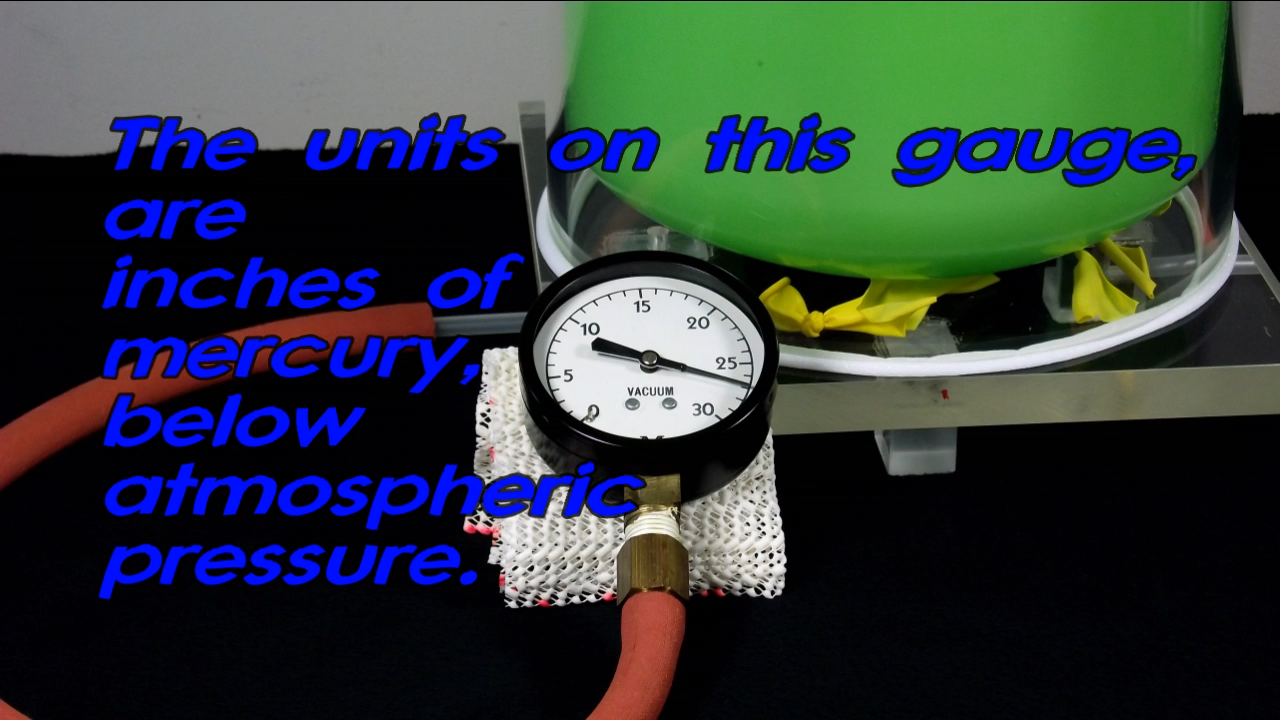 The units on this gauge,
are
inches of
mercury,
below
atmospheric
pressure.
15
10
20
5
25
VACUUM
0
30